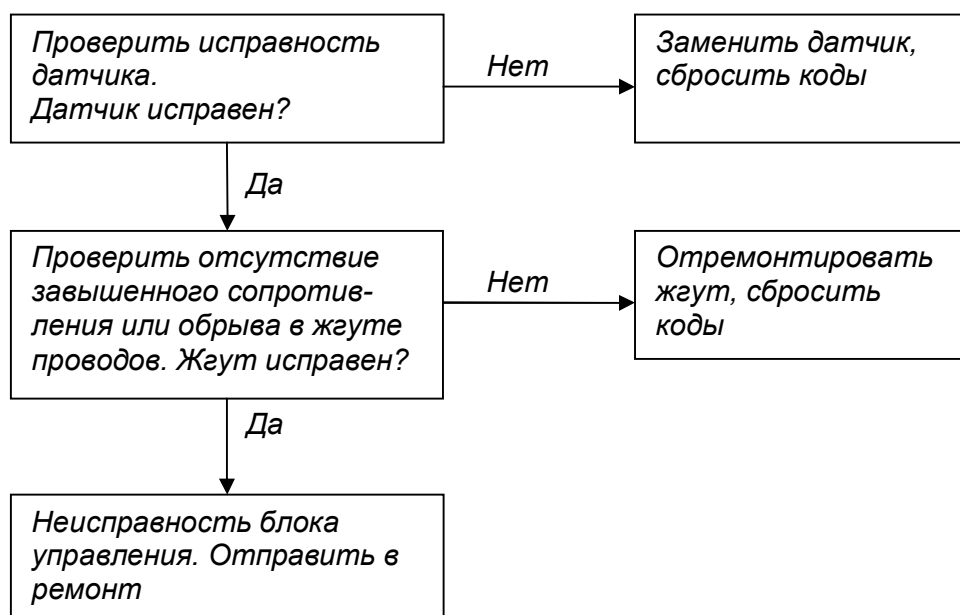 Проверить исправность
датчика.
Датчик исправен?
Нет
Заменить датчик,
сбросить коды
Да
Проверить отсутствие
завышенного сопротив-
ления или обрыва в жгуте
проводов. Жгут исправен?
Нет
Отремонтировать
жгут, сбросить
коды
Да
Неисправность блока
управления. Отправить в
ремонт